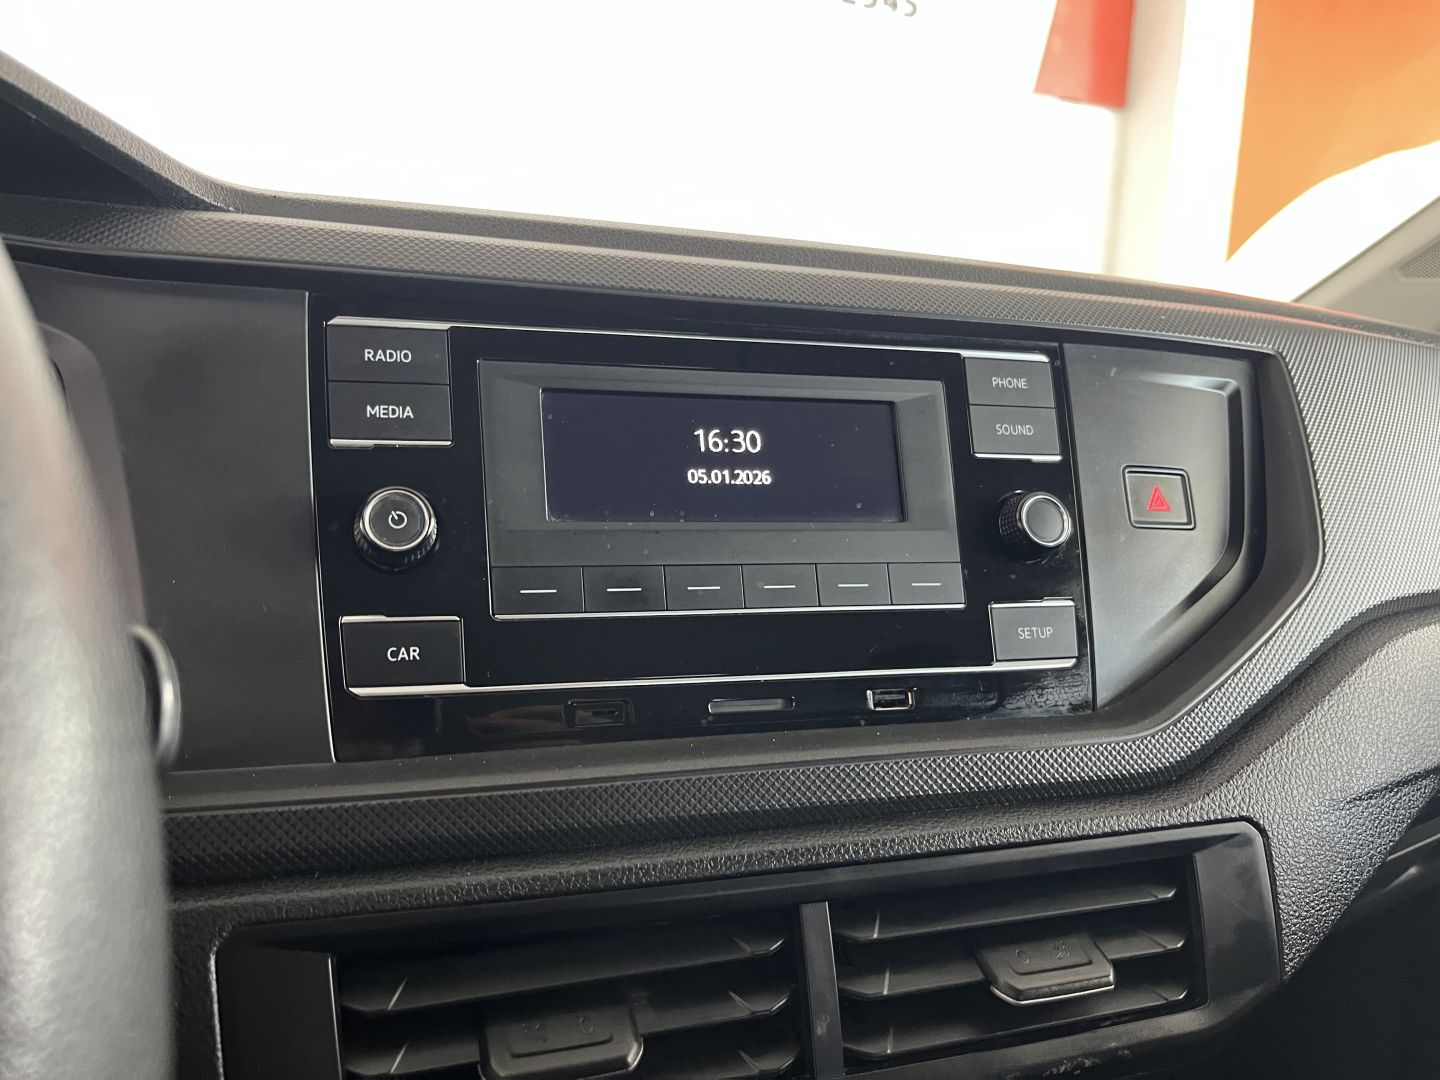 RADIO
MEDIA
16:30
05.01.2026
PHONE
SOUND
CAR
SETUP